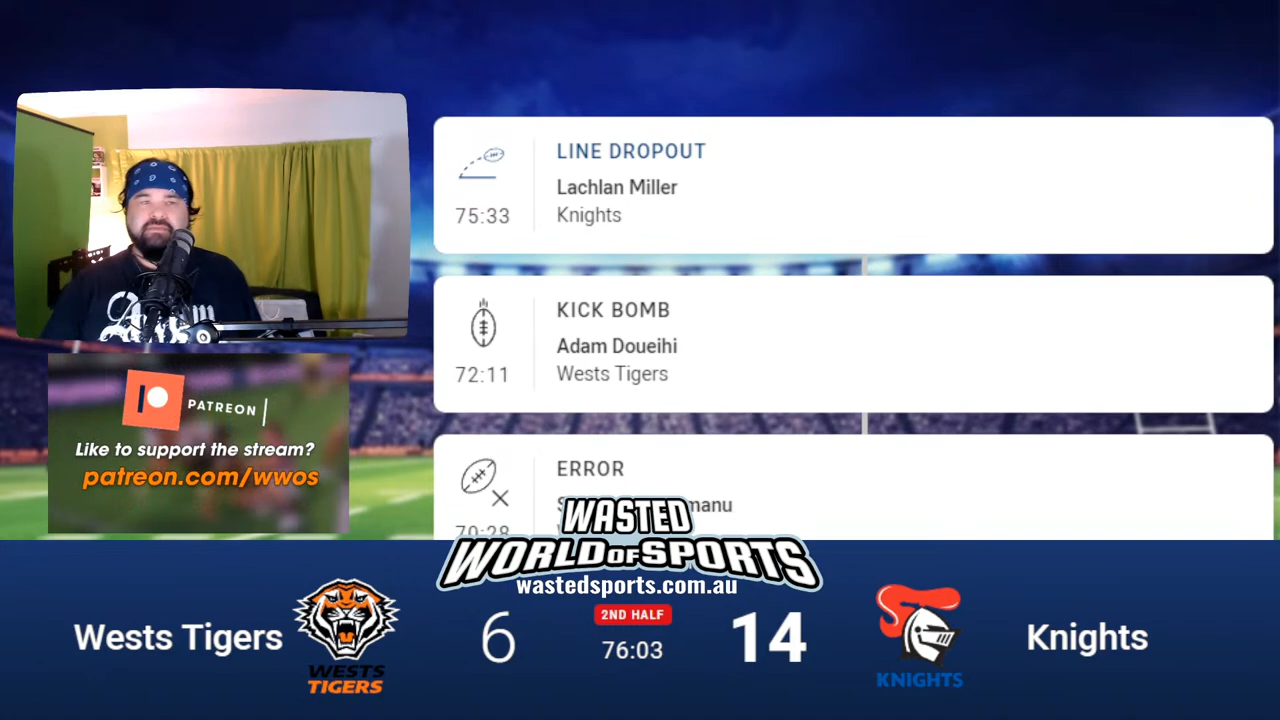 LINE DROPOUT
Lachlan Miller
75:33
Knights
KICK BOMB
Adam Doueihi
72:11
Wests Tigers
PATREON
Like to support the stream?
patreon.com/wwos
ERROR
WASTED
WORLD OF SPORTS
wastedsports.com.au
Wests Tigers
WESTS
TIGERS
6
2ND HALF
76:03
14
KNIGHTS
Knights